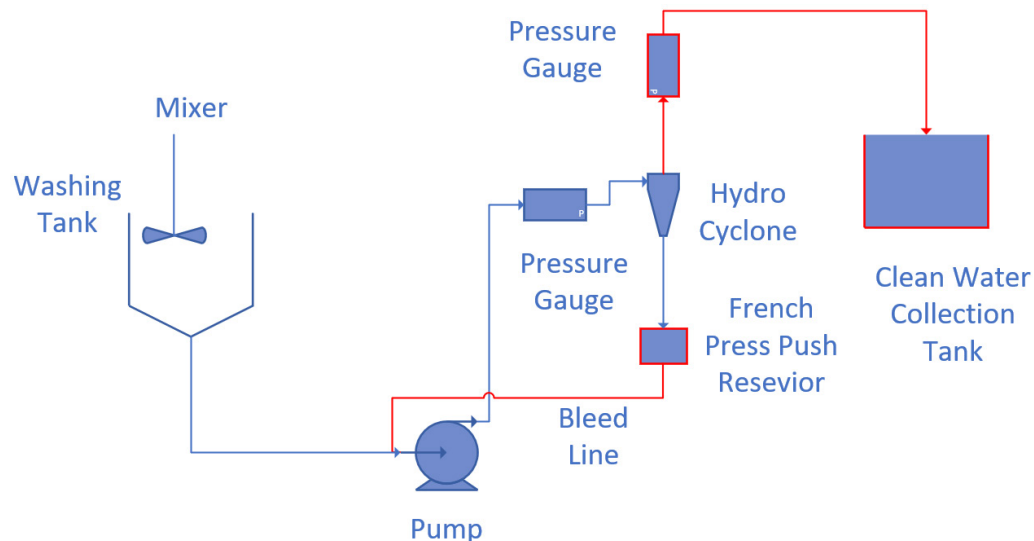 Pressure
Gauge
Mixer
Washing
Tank
P
P
Hydro
Cyclone
Pressure
Gauge
Clean Water
Collection
Tank
French
Press Push
Resevior
Bleed
Line
Pump